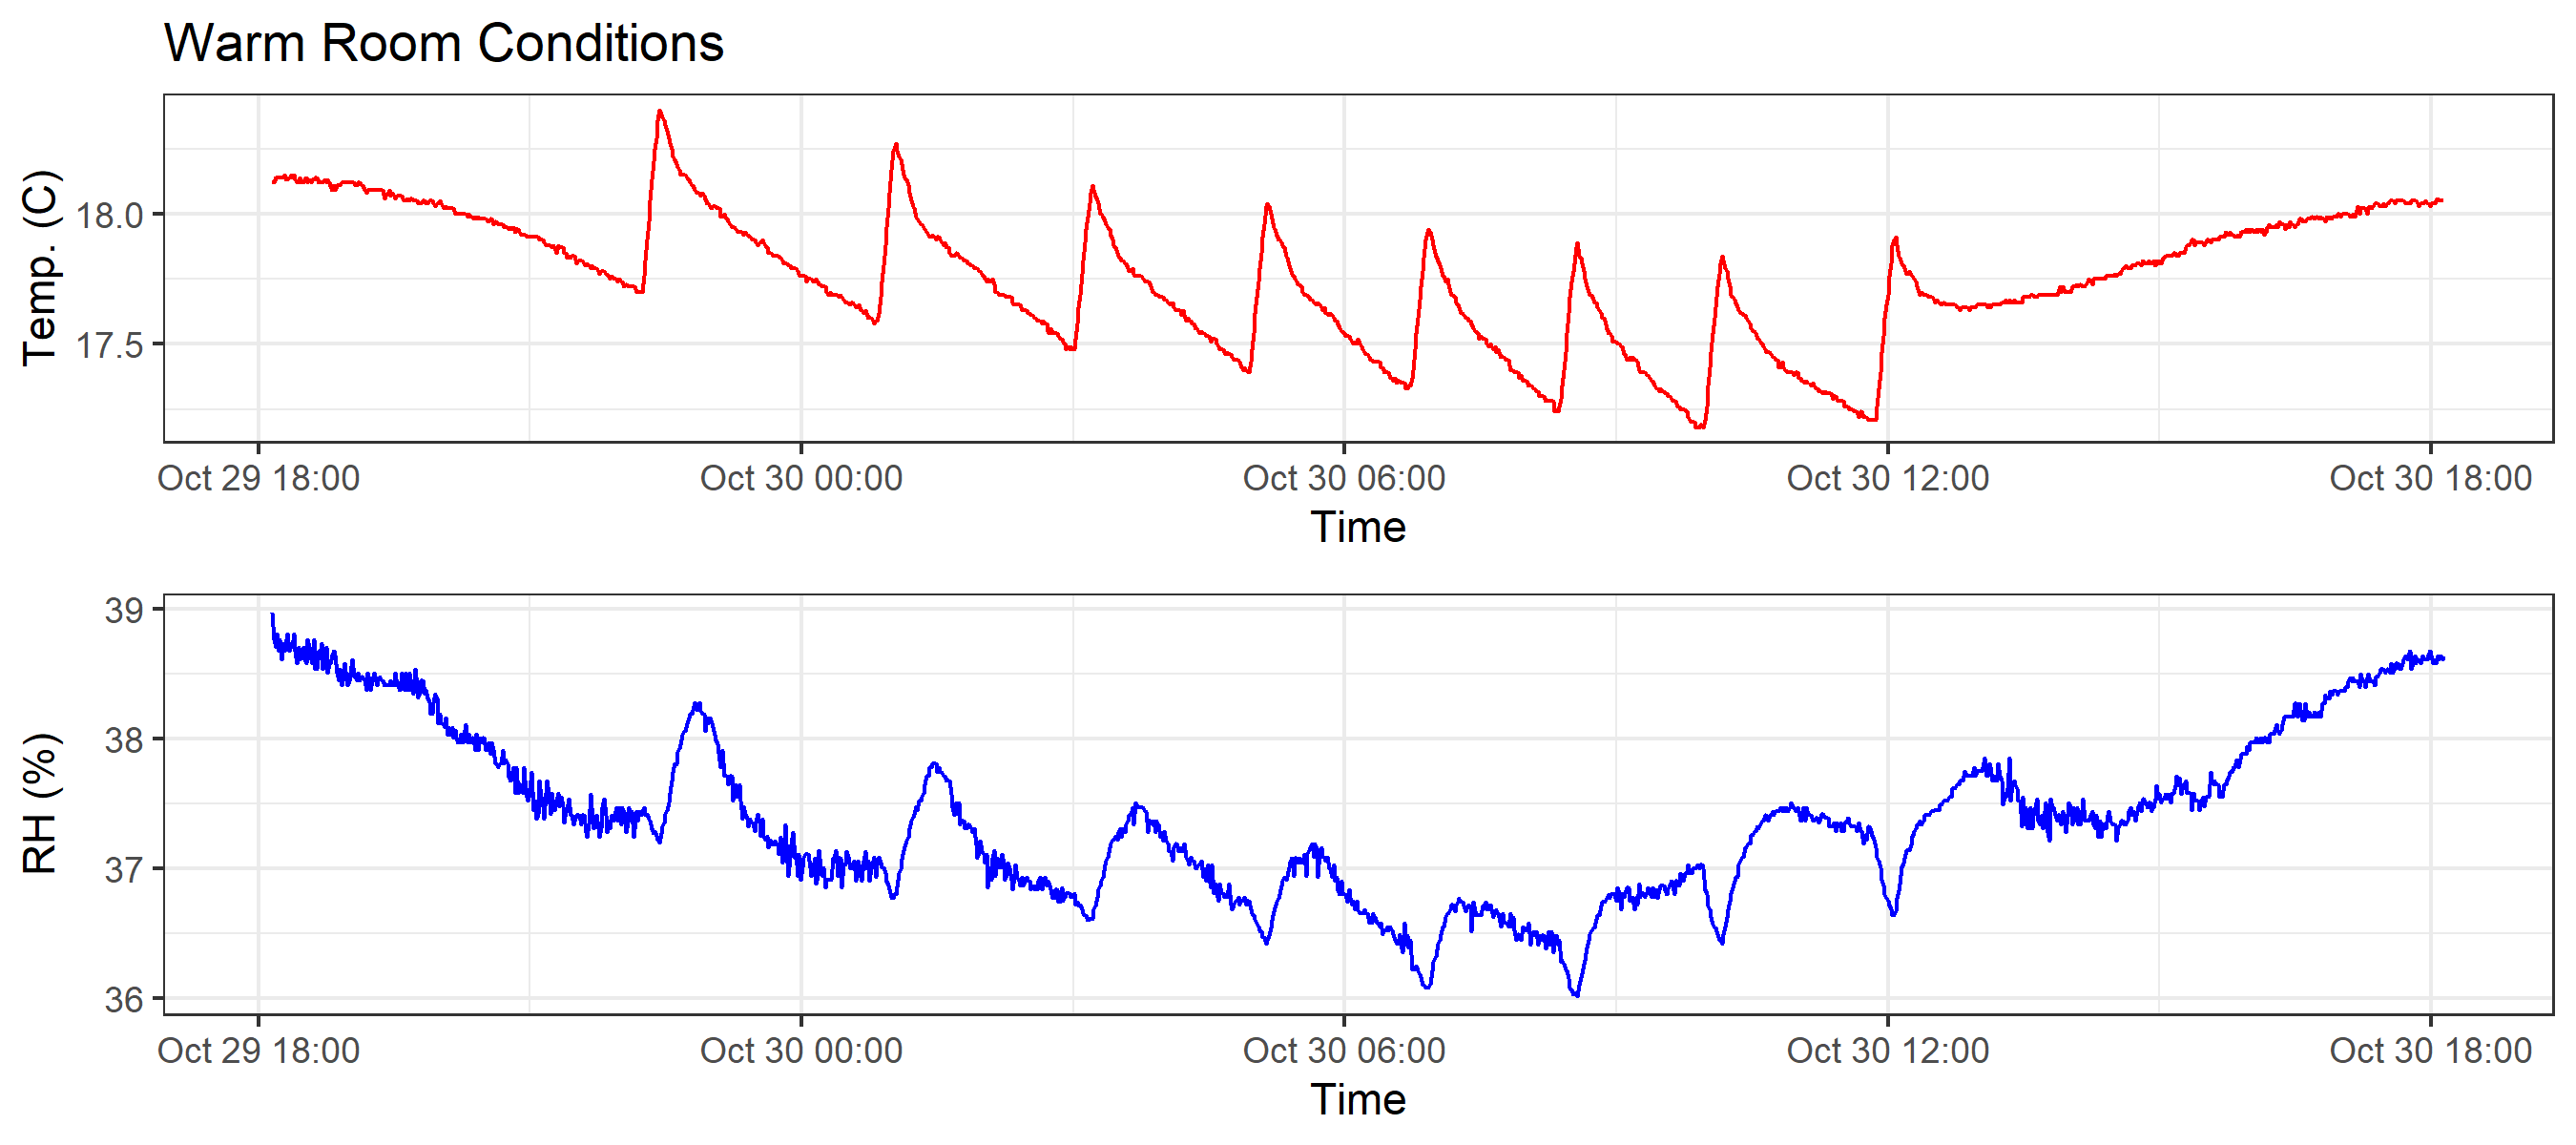 Warm Room Conditions
Temp. (C)
18.0
17.5
Oct 29 18:00 Oct 30 00:00 Oct 30 06:00 Oct 30 12:00 Oct 30 18:00
Time
RH (%)
39
38
37
36
Oct 29 18:00 Oct 30 00:00 Oct 30 06:00 Oct 30 12:00 Oct 30 18:00
Time